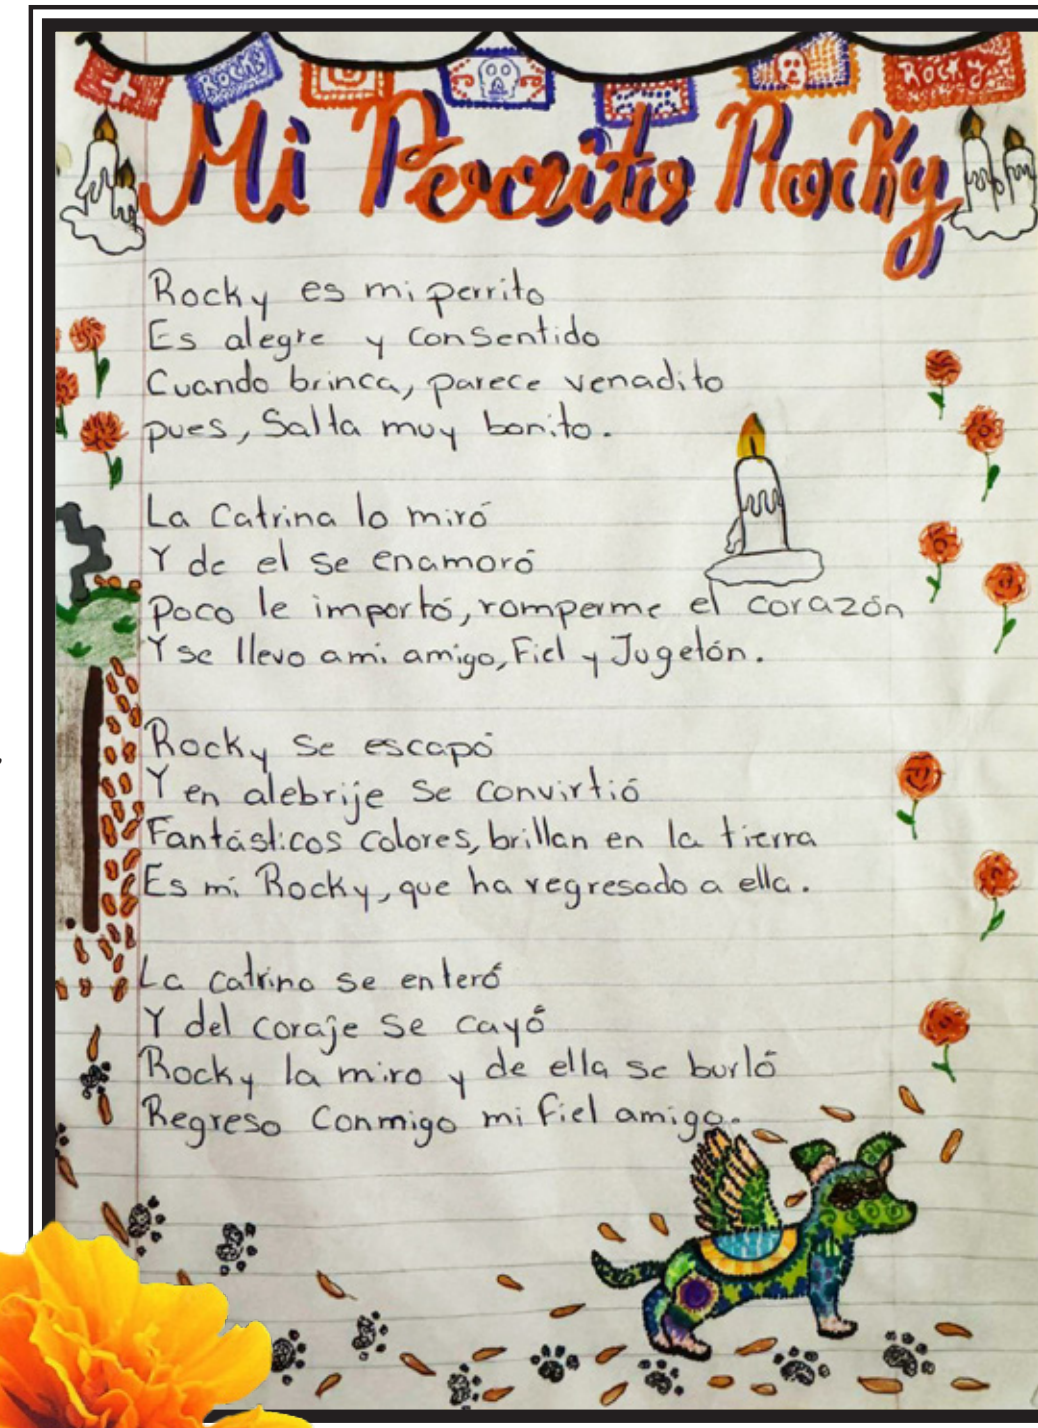 Rocky
Rocky
Mi Perrito Rocky
Rocky es mi perrito
Es alegre y consentido
Cuando brinca, parece venadito
pues, Salta muy bonito.
La Catrina lo miró
Y de el se enamoró
Poco le importó, romperme el corazón
Y se llevo ami amigo, Fiel y Jugetón.
Rocky se escapó
Y en alebrije se convirtió
Fantásticos colores, brillan en la tierra
Es mi Rocky, que ha regresado a ella.
La catrina se enteró
Y del coraje se cayó
Rocky la miro y de ella se burló
Regreso conmigo mi fiel amigo.